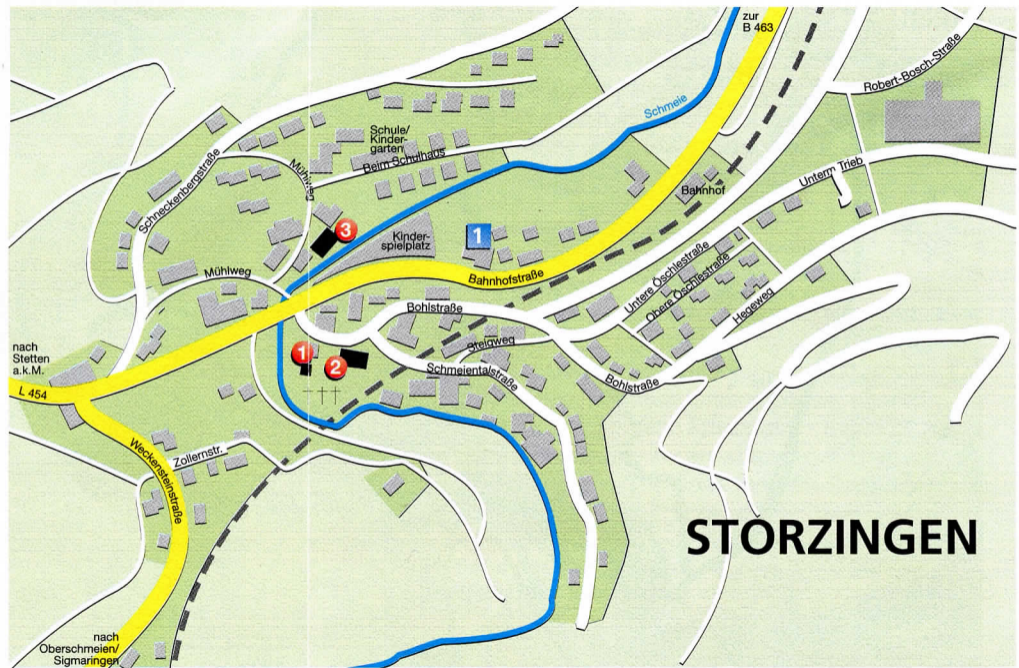 zur
B 463
Robert-Bosch-Straße
Schmeie
Schule/
Kinder-
garten/
Beim Schulhaus
Mühlweg
Schneckenbergstraße
Bahnhof
Unterm Trieb
3
1
Kinder-
spielplatz
Mühlweg
Bahnhofstraße
Untere Öschlestraße
Obere Öschlestraße
Hegeweg
Bohlstraße
Steigweg
1
2
Schmeientalstraße
Bohlstraße
nach
Stetten
a.k.M.
L 454
Weckensteinstraße
Zollernstr.
STORZINGEN
nach
Oberschmeien/
Sigmaringen